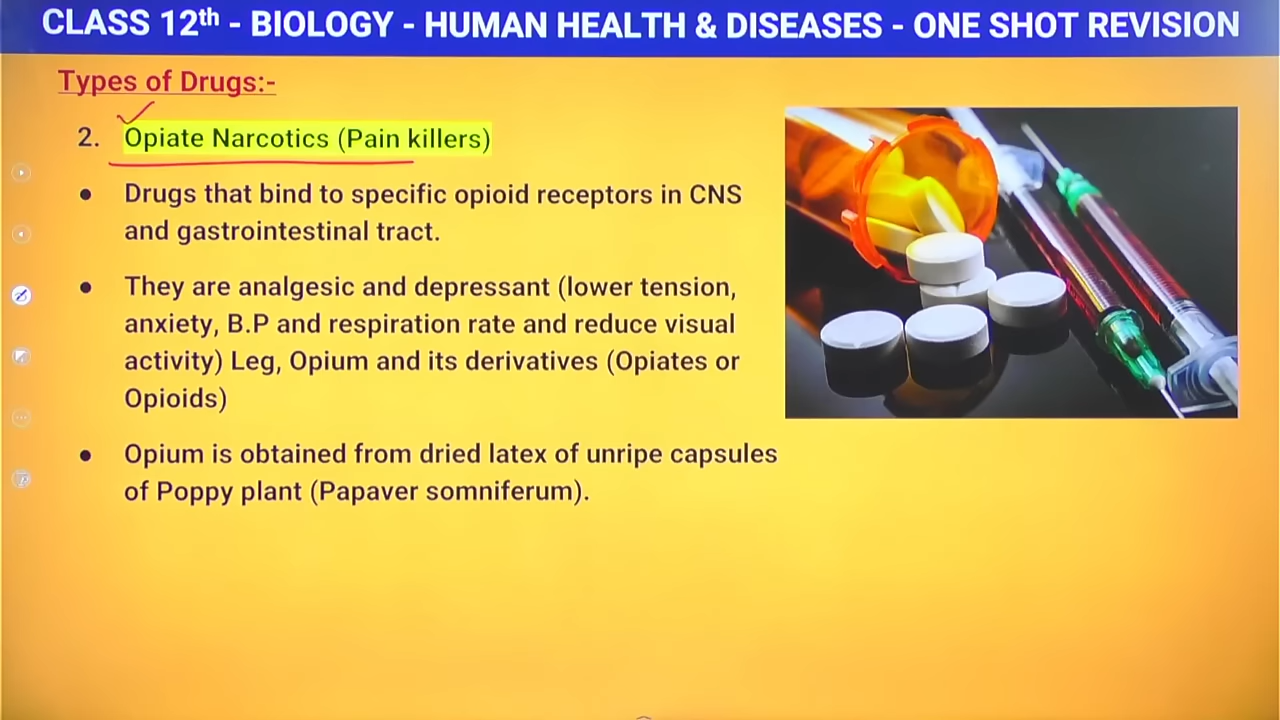 CLASS 12th - BIOLOGY - HUMAN HEALTH & DISEASES - ONE SHOT REVISION
Types of Drugs:-
2. Opiate Narcotics (Pain killers)
● Drugs that bind to specific opioid receptors in CNS
and gastrointestinal tract.
● They are analgesic and depressant (lower tension,
anxiety, B.P and respiration rate and reduce visual
activity) Leg, Opium and its derivatives (Opiates or
Opioids)
● Opium is obtained from dried latex of unripe capsules
of Poppy plant (Papaver somniferum).